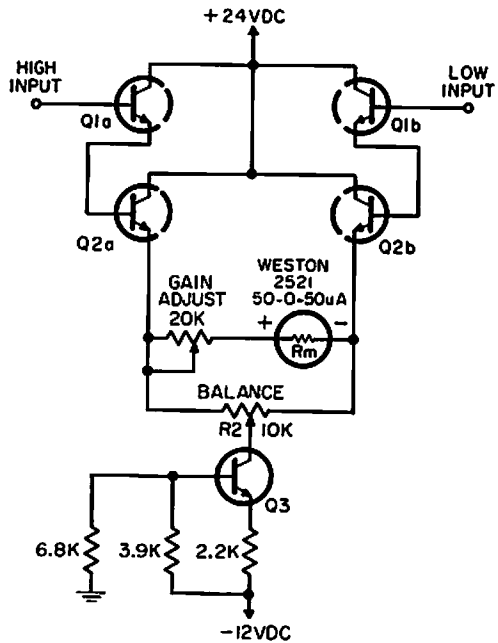 +24VDC
HIGH
INPUT
LOW
INPUT
Q1a
Q1b
Q2a
Q2b
GAIN
ADJUST
20K
WESTON
2521
50-0-50uA
+
-
Rm
BALANCE
R2 10K
Q3
6.8K
3.9K
2.2K
-12VDC